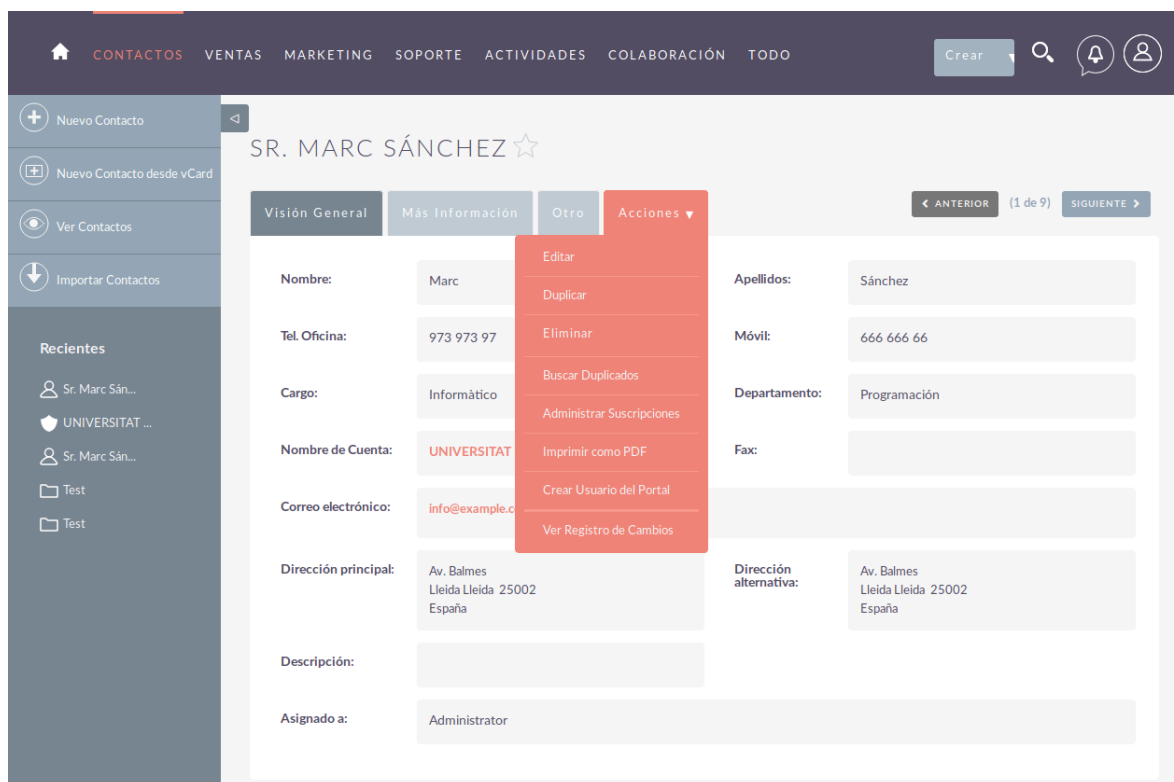 CONTACTOS VENTAS MARKETING SOPORTE ACTIVIDADES COLABORACIÓN TODO Crear
Nuevo Contacto
Nuevo Contacto desde vCard
Ver Contactos
Importar Contactos
Recientes
Sr. Marc Sán...
UNIVERSITAT ...
Sr. Marc Sán...
Test
Test
SR. MARC SÁNCHEZ
Visión General Más Información Otro Acciones
ANTERIOR (1 de 9) SIGUIENTE
Editar
Duplicar
Eliminar
Buscar Duplicados
Administrar Suscripciones
Imprimir como PDF
Crear Usuario del Portal
Ver Registro de Cambios
Nombre: Marc Apellidos: Sánchez
Tel. Oficina: 973 973 97 Móvil: 666 666 66
Cargo: Informàtico Departamento: Programación
Nombre de Cuenta: UNIVERSITAT Fax:
Correo electrónico: info@example.c
Dirección principal: Av. Balmes
Lleida Lleida 25002
España
Dirección
alternativa:
Av. Balmes
Lleida Lleida 25002
España
Descripción:
Asignado a: Administrator